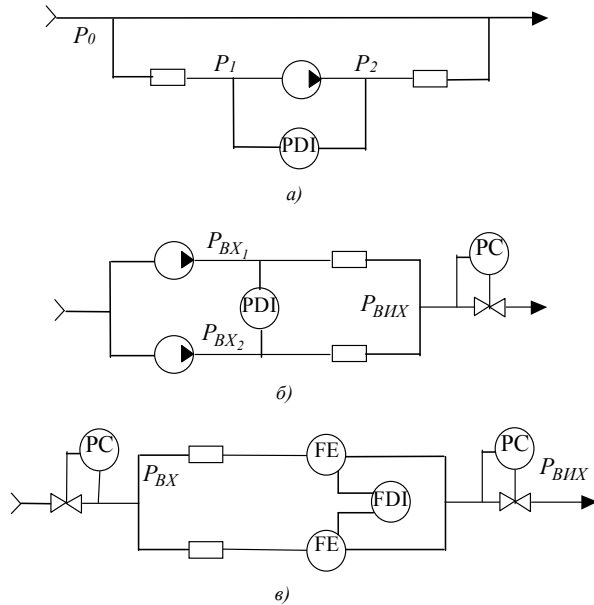 P0
P1 P2
PDI
а)
PВХ1
PC
PDI
PВИХ
PВХ2
б)
PC FE PC
PВХ PВИХ
FDI
FE
в)